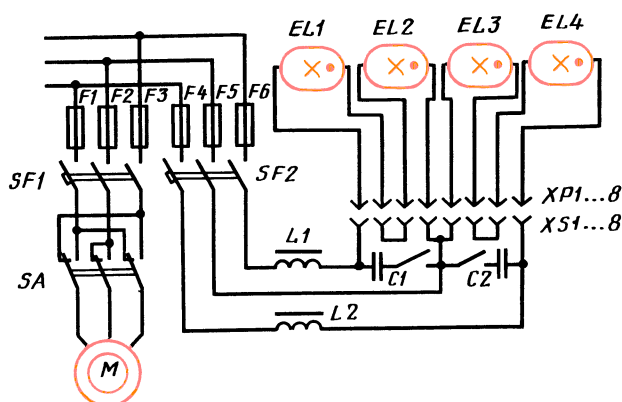 EL1 EL2 EL3 EL4
F1 F2 F3 F4 F5 F6
SF1 SF2
XP1...8
XS1...8
L1
SA C1 C2
L2
M